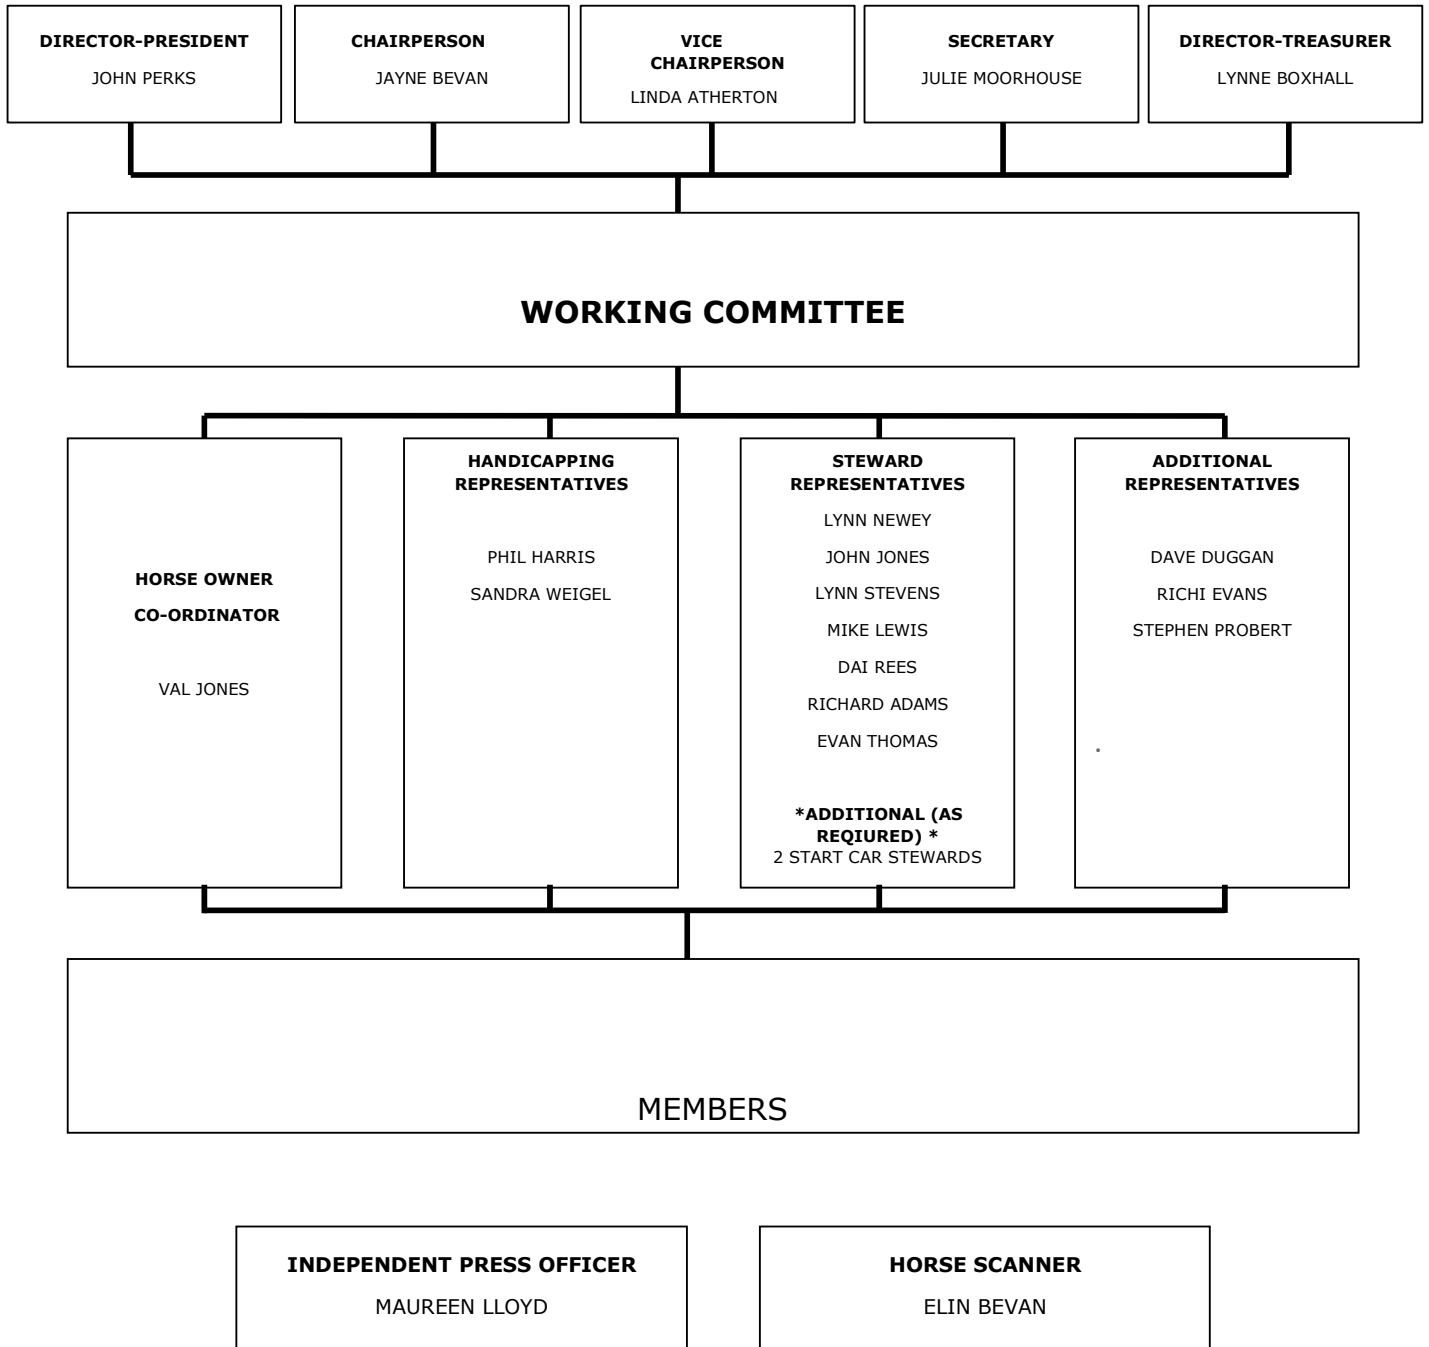 DIRECTOR-PRESIDENT
JOHN PERKS
CHAIRPERSON
JAYNE BEVAN
VICE
CHAIRPERSON
LINDA ATHERTON
SECRETARY
JULIE MOORHOUSE
DIRECTOR-TREASURER
LYNNE BOXHALL
WORKING COMMITTEE
HORSE OWNER
CO-ORDINATOR
VAL JONES
HANDICAPPING
REPRESENTATIVES
PHIL HARRIS
SANDRA WEIGEL
STEWARD
REPRESENTATIVES
LYNN NEWEY
JOHN JONES
LYNN STEVENS
MIKE LEWIS
DAI REES
RICHARD ADAMS
EVAN THOMAS
*ADDITIONAL (AS
REQIURED) *
2 START CAR STEWARDS
ADDITIONAL
REPRESENTATIVES
DAVE DUGGAN
RICHI EVANS
STEPHEN PROBERT
.
MEMBERS
INDEPENDENT PRESS OFFICER
MAUREEN LLOYD
HORSE SCANNER
ELIN BEVAN